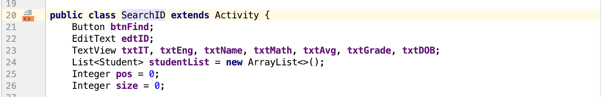 19
20 public class SearchID extends Activity {
21 Button btnFind;
22 EditText edtID;
23 TextView txtIT, txtEng, txtName, txtMath, txtAvg, txtGrade, txtDOB;
24 List<Student> studentList = new ArrayList<>();
25 Integer pos = 0;
26 Integer size = 0;
27